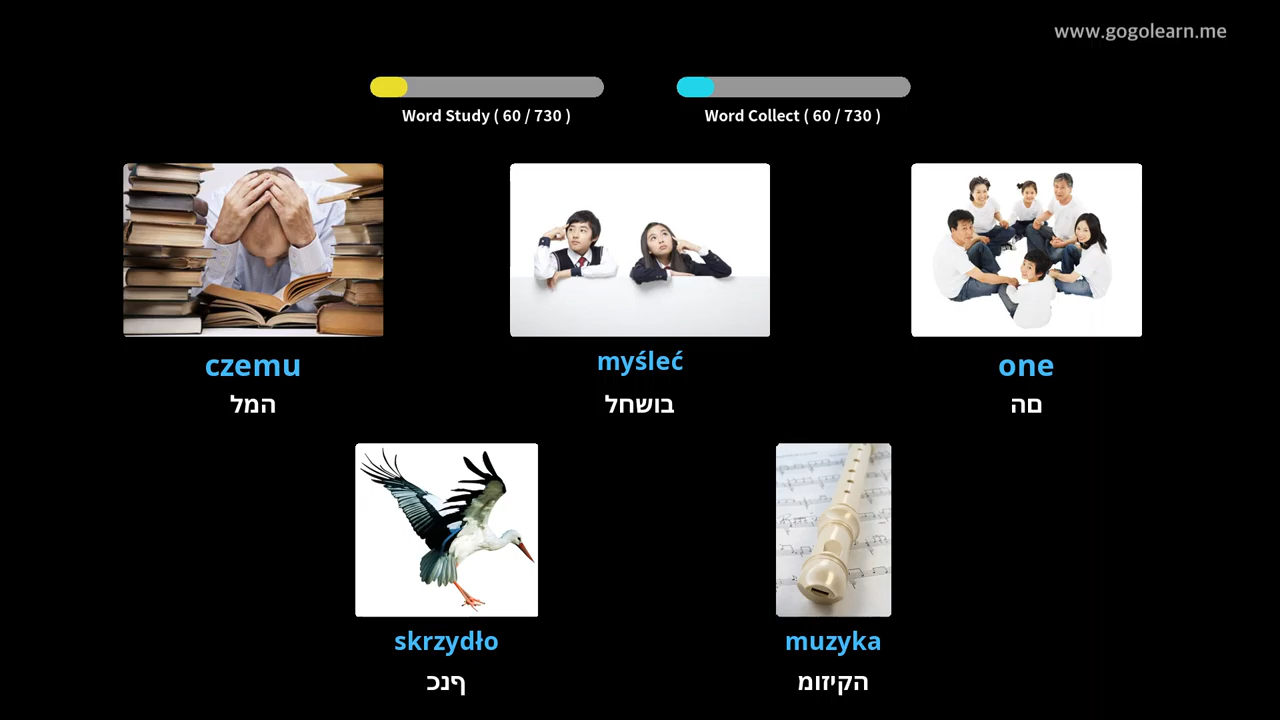 www.gogolearn.me
Word Study ( 60 / 730 )
Word Collect ( 60 / 730 )
czemu
למה
myśleć
לחשוב
one
הם
skrzydło
כנף
muzyka
מוזיקה